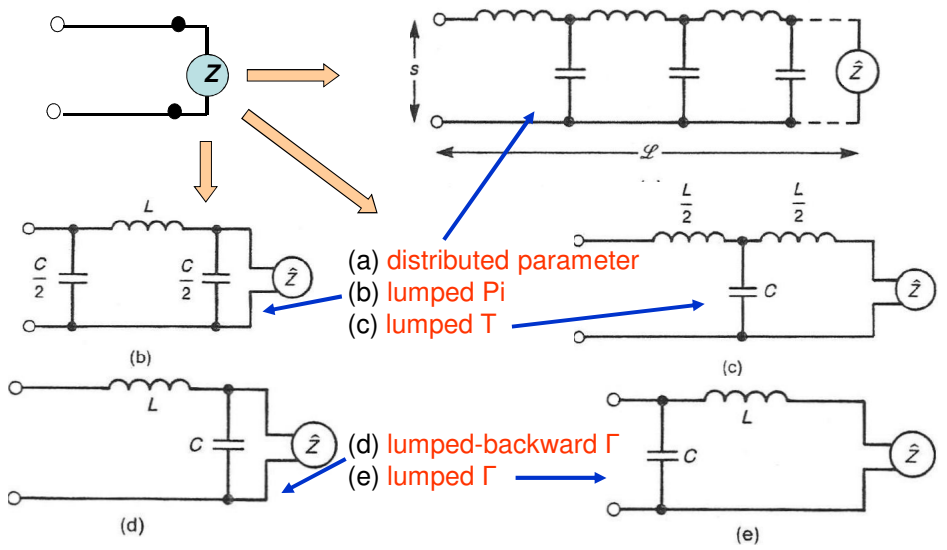 Z
s
Ẑ
ℒ
L
C/2
C/2
Ẑ
(b)
L/2
L/2
C
Ẑ
(c)
(a) distributed parameter
(b) lumped Pi
(c) lumped T
L
C
Ẑ
(d)
(d) lumped-backward Γ
(e) lumped Γ
L
C
Ẑ
(e)